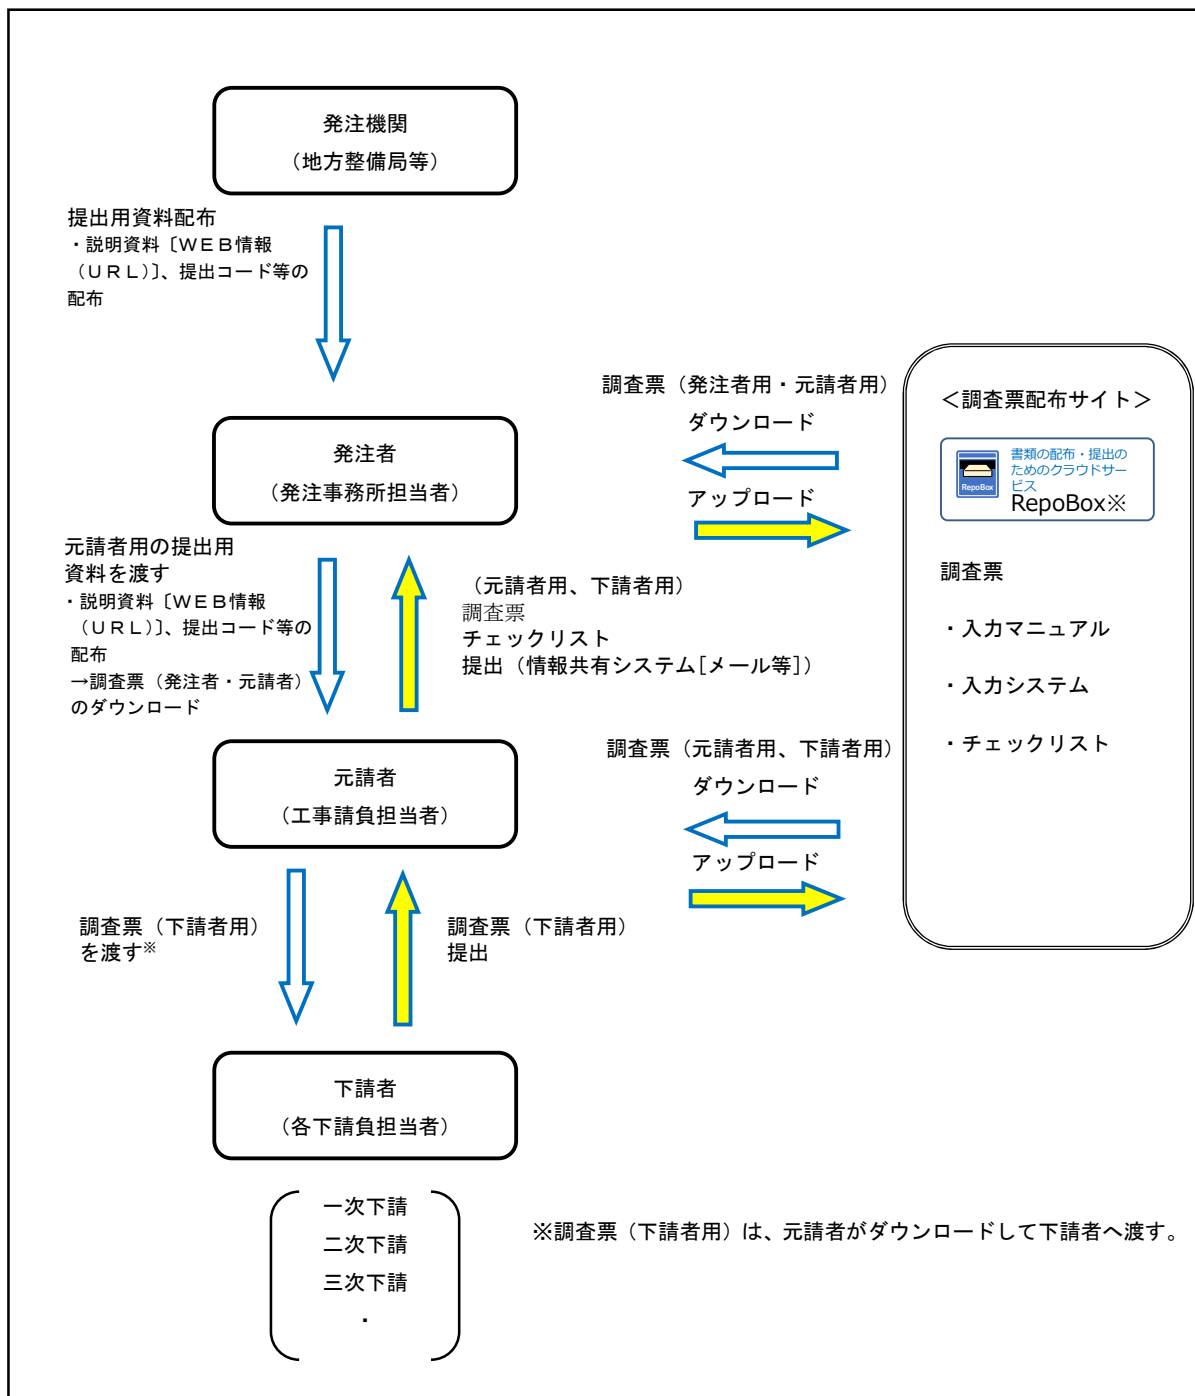 発注機関
（地方整備局等）
提出用資料配布
・説明資料〔ＷＥＢ情報
（ＵＲＬ）〕、提出コード等の
配布
発注者
（発注事務所担当者）
調査票（発注者用・元請者用）
ダウンロード
アップロード
＜調査票配布サイト＞
RepoBox
書類の配布・提出の
ためのクラウドサー
ビス
RepoBox※
調査票
・入力マニュアル
・入力システム
・チェックリスト
元請者用の提出用
資料を渡す
・説明資料〔ＷＥＢ情報
（ＵＲＬ）〕、提出コード等の
配布
→調査票（発注者・元請者）
のダウンロード
（元請者用、下請者用）
調査票
チェックリスト
提出（情報共有システム[メール等]）
元請者
（工事請負担当者）
調査票（元請者用、下請者用）
ダウンロード
アップロード
調査票（下請者用）
を渡す※
調査票（下請者用）
提出
下請者
（各下請負担当者）
一次下請
二次下請
三次下請
・
※調査票（下請者用）は、元請者がダウンロードして下請者へ渡す。